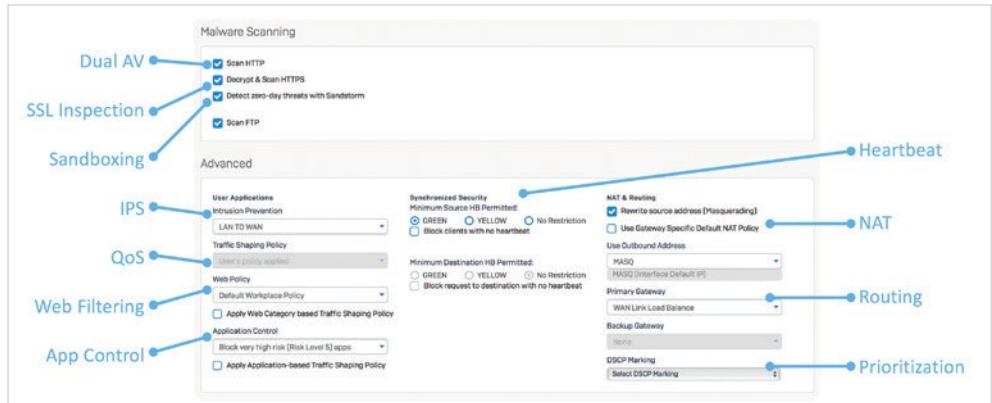 Malware Scanning
Dual AV
Scan HTTP
Decrypt & Scan HTTPS
SSL Inspection
Detect zero-day threats with Sandstorm
Scan FTP
Sandboxing
Heartbeat
Advanced
User Applications
Synchronized Security
NAT & Routing
IPS
Intrusion Prevention
Minimum Source HB Permitted:
Rewrite source address (Masquerading)
LAN TO WAN
GREEN YELLOW No Restriction
Block clients with no heartbeat
Use Gateway Specific Default NAT Policy
NAT
QoS
Traffic Shaping Policy
User's policy applied
Use Outbound Address
MASQ
MASQ (Interface Default IP)
Minimum Destination HB Permitted:
GREEN YELLOW No Restriction
Block request to destination with no heartbeat
Web Filtering
Web Policy
Default Workplace Policy
Apply Web Category based Traffic Shaping Policy
Primary Gateway
WAN Link Load Balance
Routing
App Control
Application Control
Block very high risk (Risk Level 5) apps
Apply Application-based Traffic Shaping Policy
Backup Gateway
None
DSCP Marking
Select DSCP Marking
Prioritization